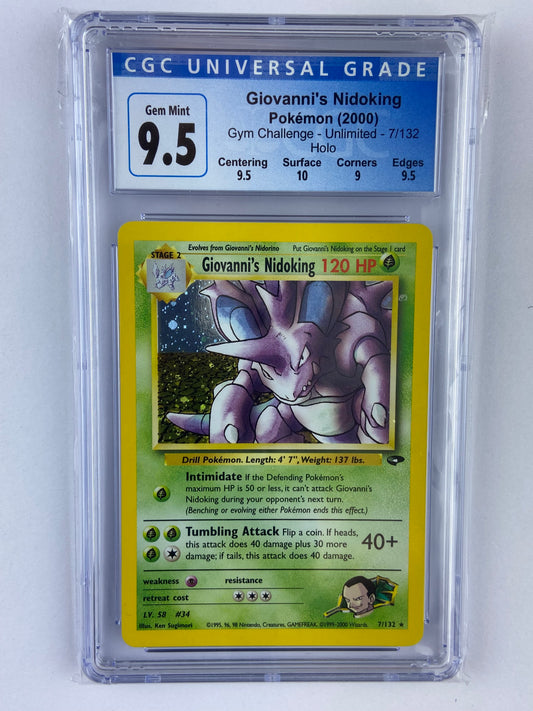 CGC UNIVERSAL GRADE
Gem Mint
9.5
Giovanni's Nidoking
Pokémon (2000)
Gym Challenge - Unlimited - 7/132
Holo
Centering Surface Corners Edges
9.5 10 9 9.5
Evolves from Giovanni's Nidorino Put Giovanni's Nidoking on the Stage 1 card
STAGE 2
Giovanni's Nidoking 120 HP
Drill Pokémon. Length: 4' 7", Weight: 137 lbs.
Intimidate If the Defending Pokémon's
maximum HP is 50 or less, it can't attack Giovanni's
Nidoking during your opponent's next turn.
(Benching or evolving either Pokémon ends this effect.)
Tumbling Attack Flip a coin. If heads,
this attack does 40 damage plus 30 more
damage; if tails, this attack does 40 damage.
40+
weakness resistance
retreat cost
LV. 58 #34
Illus. Ken Sugimori ©1995, 96, 98 Nintendo, Creatures, GAMEFREAK. ©1999-2000 Wizards. 7/132 ★